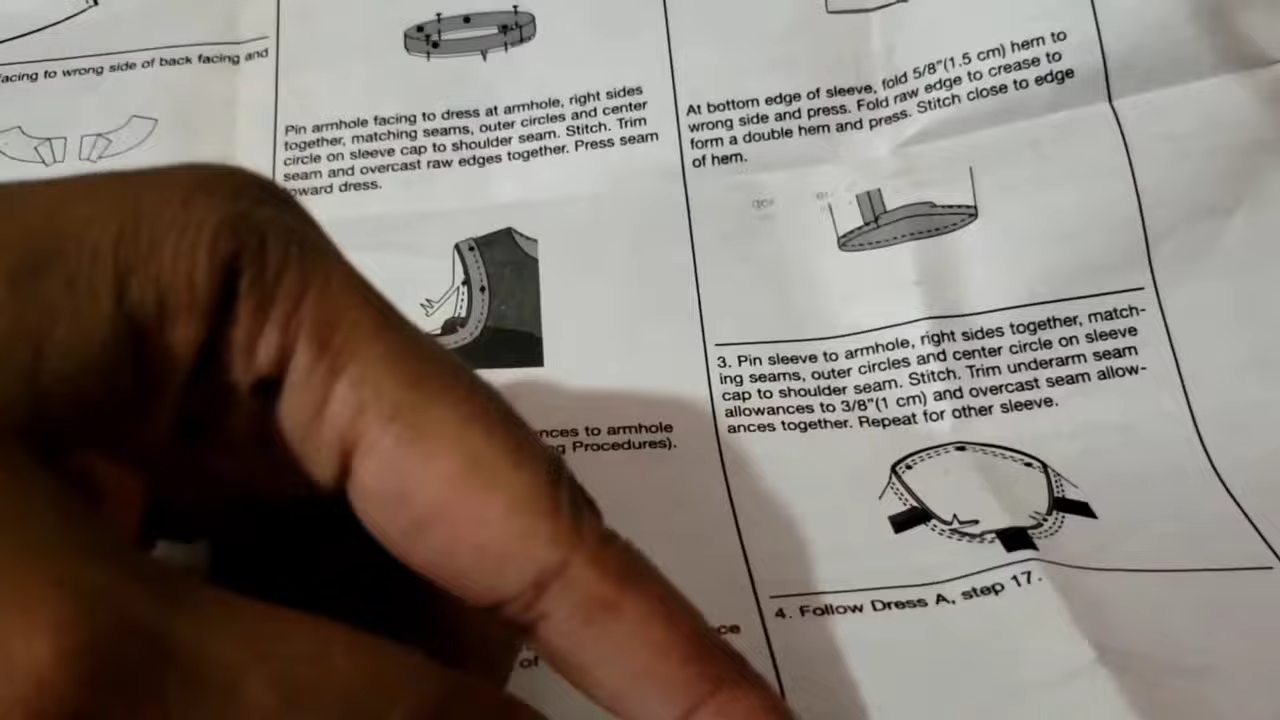 acing to wrong side of back facing and
Pin armhole facing to dress at armhole, right sides
together, matching seams, outer circles and center
circle on sleeve cap to shoulder seam. Stitch. Trim
seam and overcast raw edges together. Press seam
oward dress.
nces to armhole
g Procedures).
ce
of
At bottom edge of sleeve, fold 5/8"(1.5 cm) hem to
wrong side and press. Fold raw edge to crease to
form a double hem and press. Stitch close to edge
of hem.
3. Pin sleeve to armhole, right sides together, match-
ing seams, outer circles and center circle on sleeve
cap to shoulder seam. Stitch. Trim underarm seam
allowances to 3/8"(1 cm) and overcast seam allow-
ances together. Repeat for other sleeve.
4. Follow Dress A, step 17.